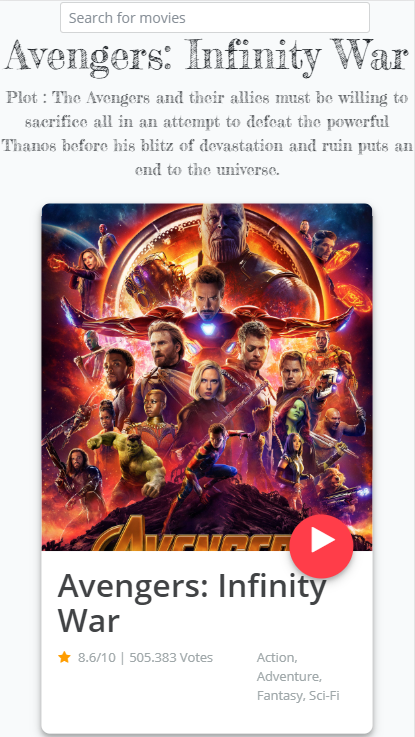 Search for movies
Avengers: Infinity War
Plot : The Avengers and their allies must be willing to
sacrifice all in an attempt to defeat the powerful
Thanos before his blitz of devastation and ruin puts an
end to the universe.
AVENGERS
Avengers: Infinity
War
8.6/10 | 505.383 Votes
Action,
Adventure,
Fantasy, Sci-Fi